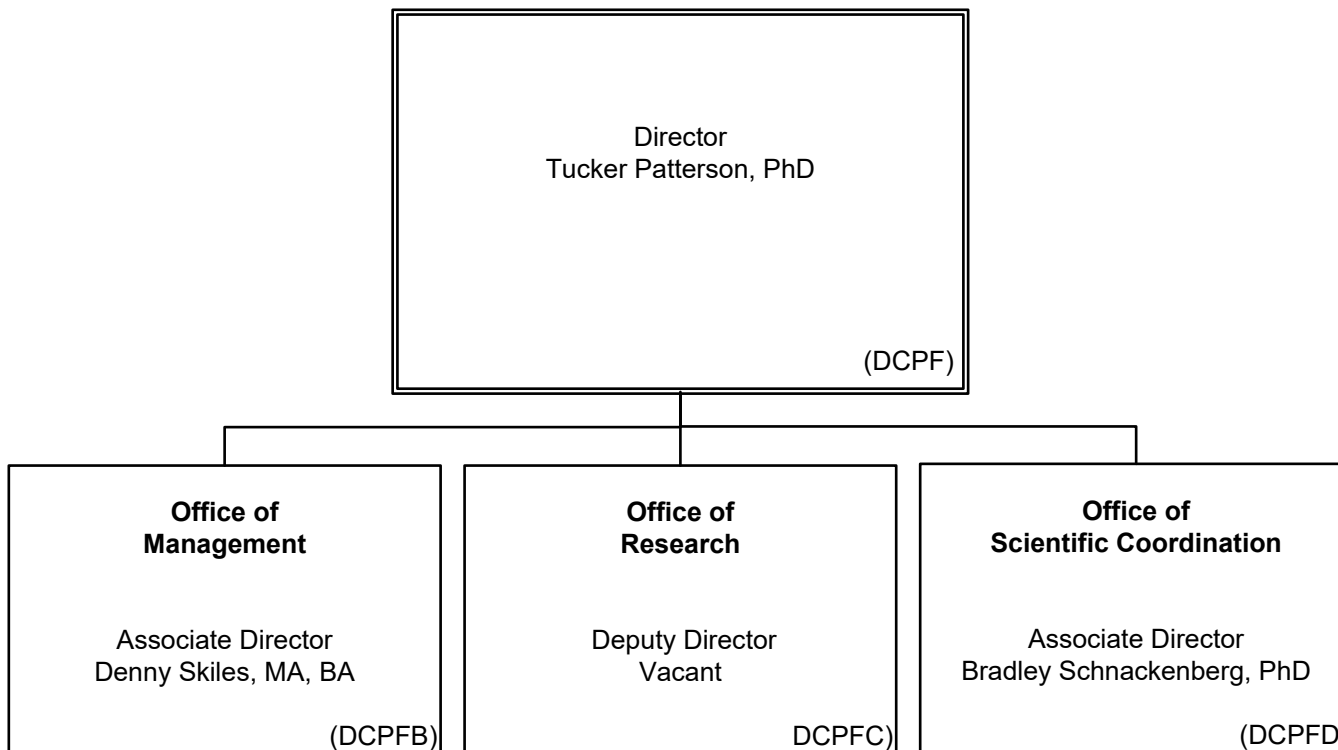 Director
Tucker Patterson, PhD
(DCPF)
Office of
Management
Associate Director
Denny Skiles, MA, BA
(DCPFB)
Office of
Research
Deputy Director
Vacant
DCPFC)
Office of
Scientific Coordination
Associate Director
Bradley Schnackenberg, PhD
(DCPFD